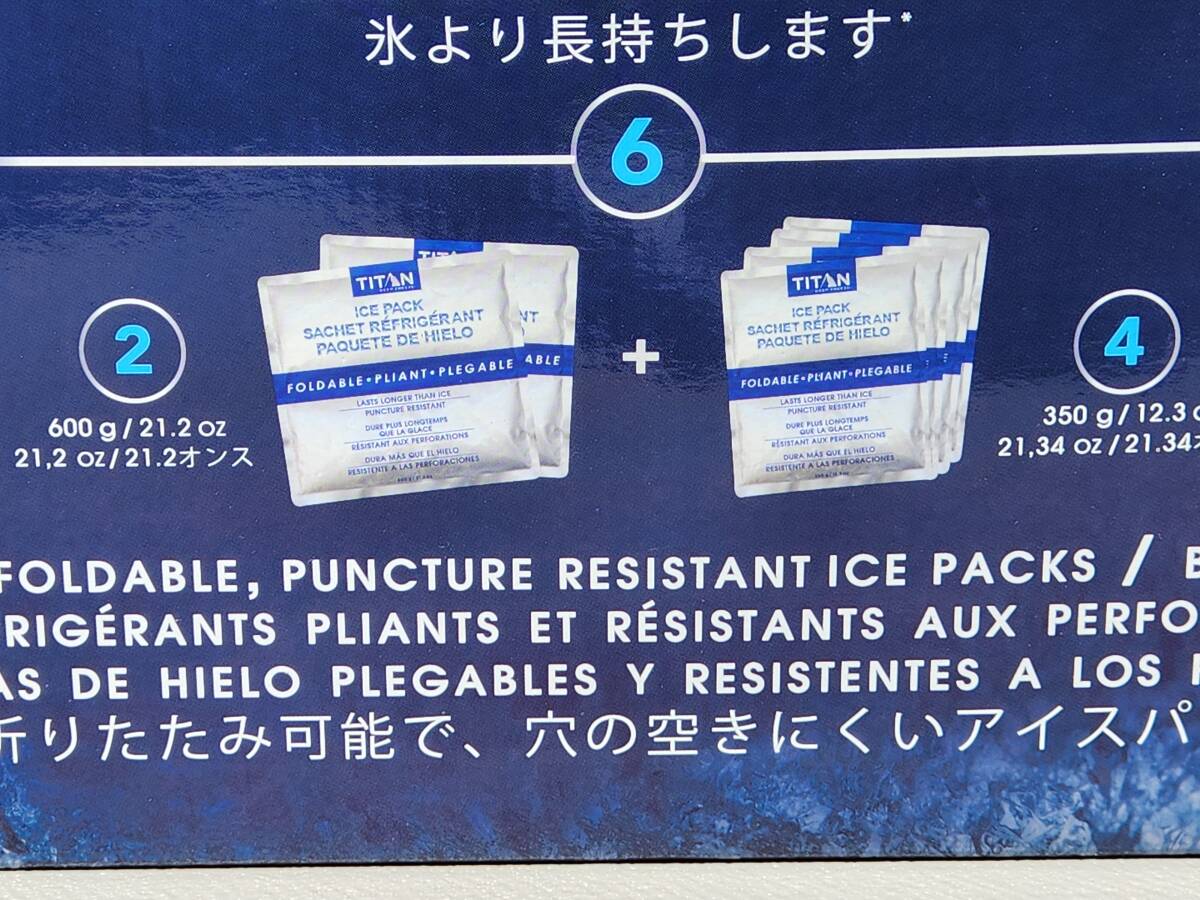 氷より長持ちします*
6
2
600 g / 21.2 oz
21,2 oz / 21.2オンス
TITAN
DEEP FREEZE
ICE PACK
SACHET RÉFRIGÉRANT
PAQUETE DE HIELO
FOLDABLE • PLIANT • PLEGABLE
LASTS LONGER THAN ICE
PUNCTURE RESISTANT
DURE PLUS LONGTEMPS
QUE LA GLACE
RÉSISTANT AUX PERFORATIONS
DURA MÁS QUE EL HIELO
RESISTENTE A LAS PERFORACIONES
+
TITAN
DEEP FREEZE
ICE PACK
SACHET RÉFRIGÉRANT
PAQUETE DE HIELO
FOLDABLE • PLIANT • PLEGABLE
LASTS LONGER THAN ICE
PUNCTURE RESISTANT
DURE PLUS LONGTEMPS
QUE LA GLACE
RÉSISTANT AUX PERFORATIONS
DURA MÁS QUE EL HIELO
RESISTENTE A LAS PERFORACIONES
4
350 g / 12.3
21,34 oz / 21.34
FOLDABLE, PUNCTURE RESISTANT ICE PACKS /
RIGÉRANTS PLIANTS ET RÉSISTANTS AUX PERFO
AS DE HIELO PLEGABLES Y RESISTENTES A LOS
折りたたみ可能で、穴の空きにくいアイスパ